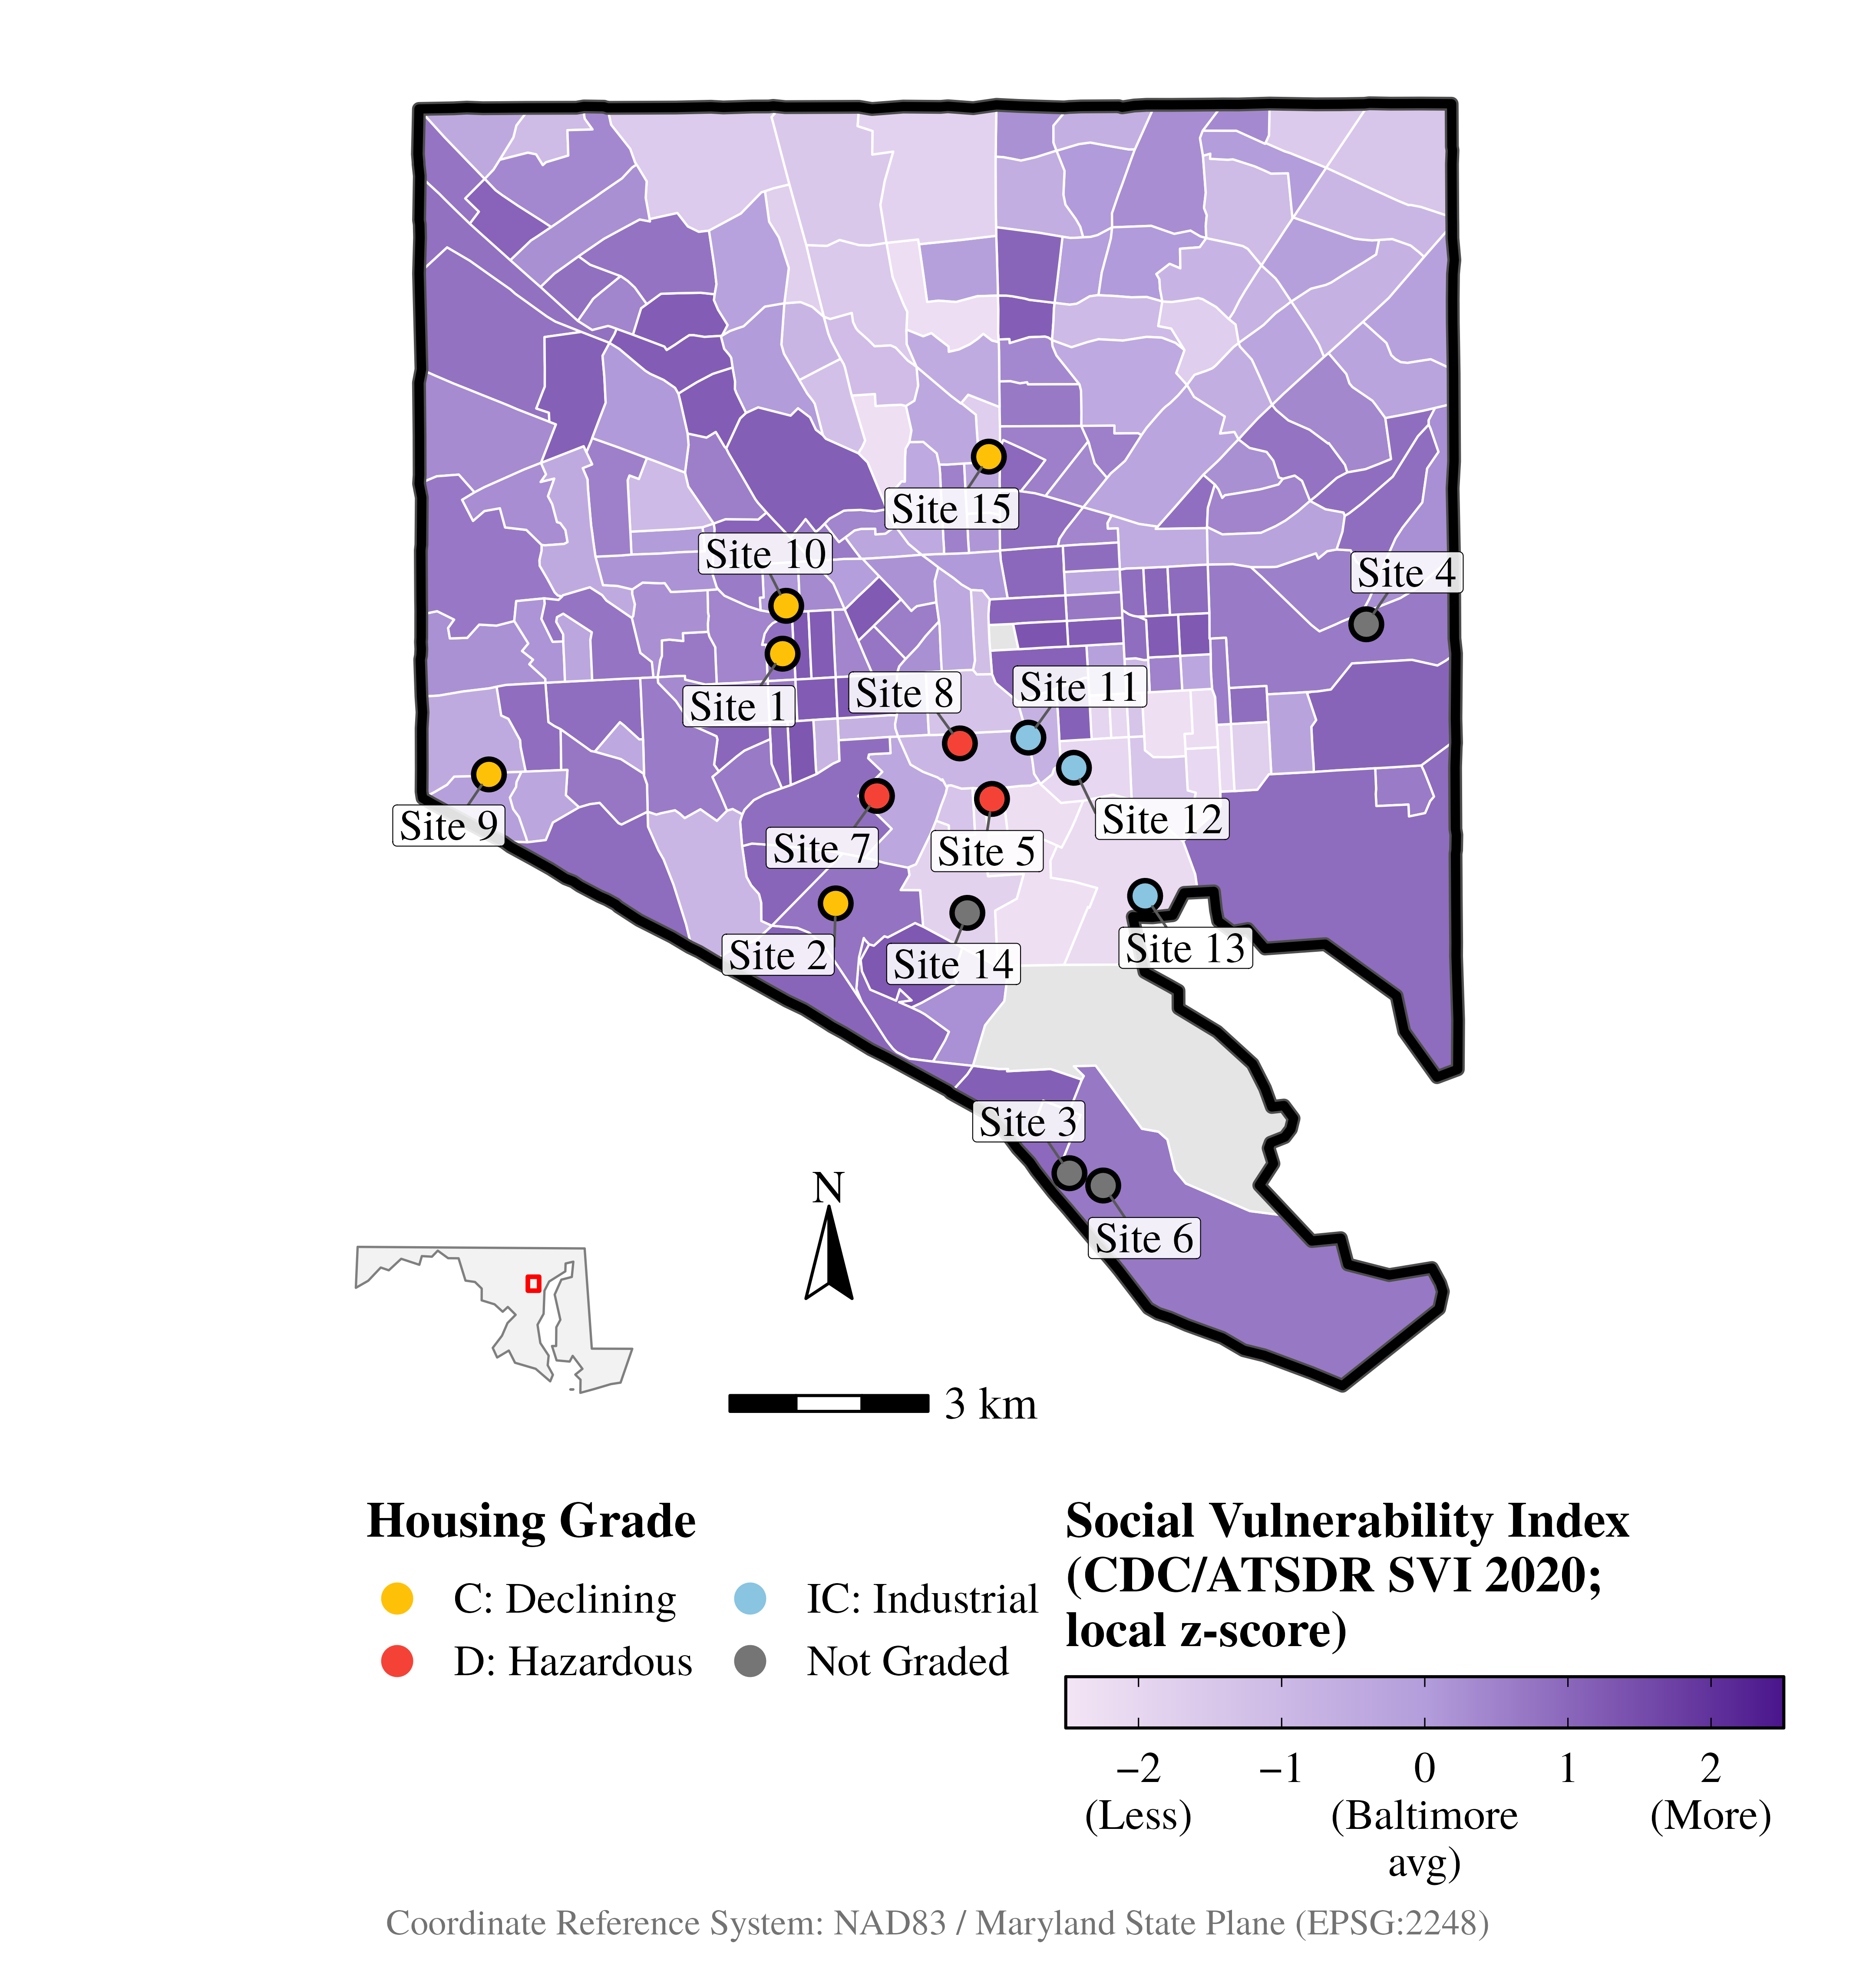 Site 15
Site 10
Site 4
Site 8
Site 11
Site 1
Site 12
Site 9
Site 7
Site 5
Site 13
Site 2
Site 14
Site 3
N
Site 6
3 km
Housing Grade
C: Declining
IC: Industrial
D: Hazardous
Not Graded
Social Vulnerability Index
(CDC/ATSDR SVI 2020;
local z-score)
−2 −1 0 1 2
(Less) (Baltimore (More)
avg)
Coordinate Reference System: NAD83 / Maryland State Plane (EPSG:2248)